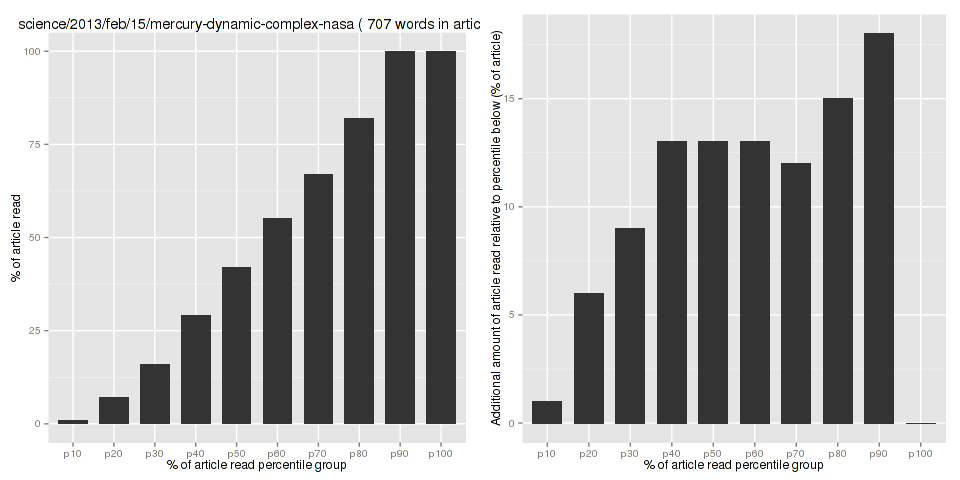 science/2013/feb/15/mercury-dynamic-complex-nasa ( 707 words in artic
100
75
50
25
0
% of article read
p10 p20 p30 p40 p50 p60 p70 p80 p90 p100
% of article read percentile group
Additional amount of article read relative to percentile below (% of article)
15
10
5
0
p10 p20 p30 p40 p50 p60 p70 p80 p90 p100
% of article read percentile group